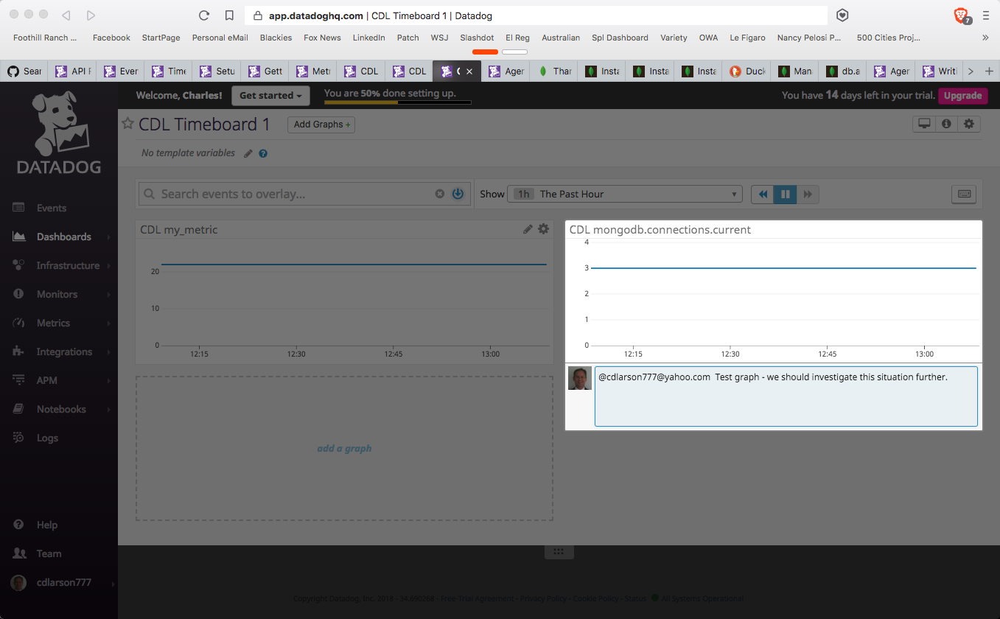 app.datadoghq.com | CDL Timeboard 1 | Datadog
7
Foothill Ranch ... Facebook StartPage Personal eMail Blackies Fox News LinkedIn Patch WSJ Slashdot El Reg Australian Spl Dashboard Variety OWA Le Figaro Nancy Pelosi P... 500 Cities Proj... »
Sear API Ever Time Setu Gett Metr CDL CDL Ager Thar Insta Insta Insta Duck Man db.a Ager Writi
DATADOG
Welcome, Charles! Get started You are 50% done setting up. You have 14 days left in your trial. Upgrade
CDL Timeboard 1 Add Graphs +
No template variables
Search events to overlay... Show 1h The Past Hour
Events
Dashboards
Infrastructure
Monitors
Metrics
Integrations
APM
Notebooks
Logs
Help
Team
cdlarson777
CDL my_metric
20
10
0
12:15 12:30 12:45 13:00
CDL mongodb.connections.current
4
3
2
1
0
12:15 12:30 12:45 13:00
@cdlarson777@yahoo.com Test graph - we should investigate this situation further.
add a graph
Copyright Datadog, Inc. 2018 - 34.690268 - Free-Trial Agreement - Privacy Policy - Cookie Policy - Status All Systems Operational